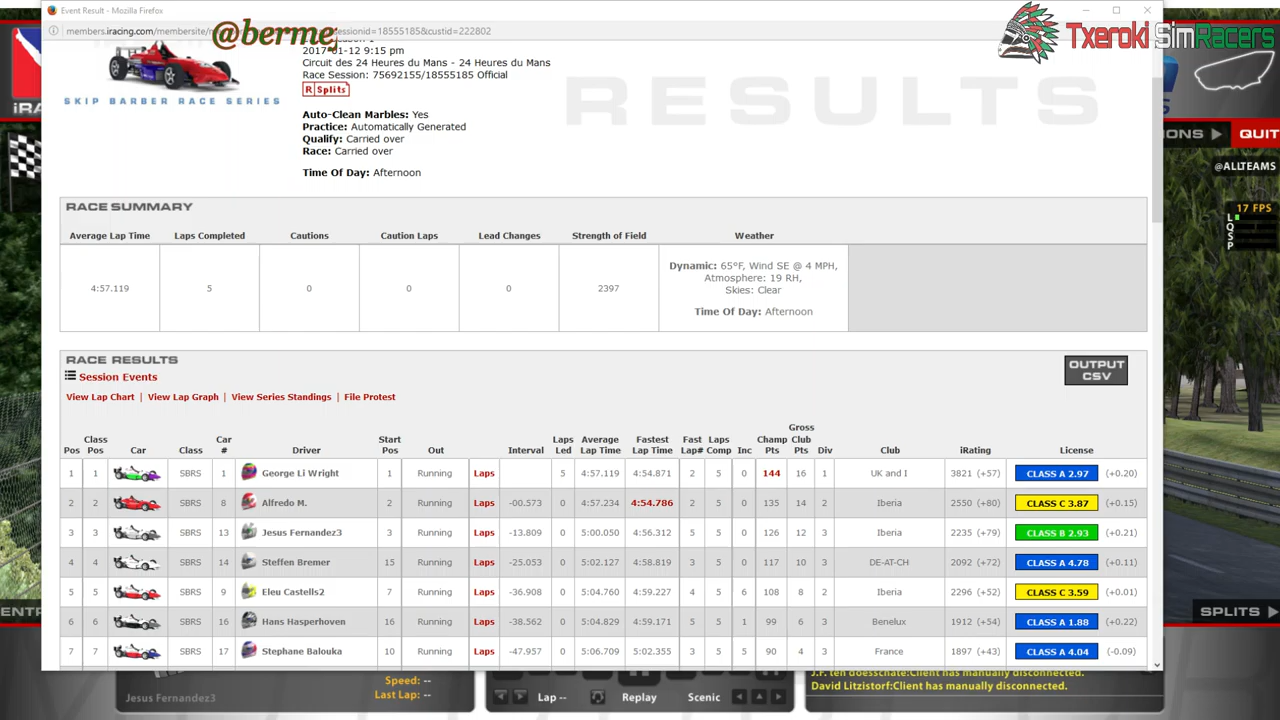 Event Result - Mozilla Firefox
members.iracing.com/membersite/
sessionid=18555185&custid=222802
@bermej
Txeroki SimRacers
2017-01-12 9:15 pm
Circuit des 24 Heures du Mans - 24 Heures du Mans
Race Session: 75692155/18555185 Official
R Splits
SKIP BARBER RACE SERIES
RESULTS
Auto-Clean Marbles: Yes
Practice: Automatically Generated
Qualify: Carried over
Race: Carried over
Time Of Day: Afternoon
QUIT
@ALLTEAMS
17 FPS
L
Q
S
P
RACE SUMMARY
Average Lap Time Laps Completed Cautions Caution Laps Lead Changes Strength of Field Weather
4:57.119 5 0 0 0 2397
Dynamic: 65°F, Wind SE @ 4 MPH,
Atmosphere: 19 RH,
Skies: Clear
Time Of Day: Afternoon
RACE RESULTS
Session Events
OUTPUT CSV
View Lap Chart | View Lap Graph | View Series Standings | File Protest
Pos Class Pos Car Class Car # Driver Start Pos Out Interval Laps Led Average Lap Time Fastest Lap Time Fast Lap# Laps Comp Inc Champ Pts Gross Club Pts Div Club iRating License
1 1 SBRS 1 George Li Wright 1 Running Laps 5 4:57.119 4:54.871 2 5 0 144 16 1 UK and I 3821 (+57) CLASS A 2.97 (+0.20)
2 2 SBRS 8 Alfredo M. 2 Running Laps -00.573 0 4:57.234 4:54.786 2 5 0 135 14 2 Iberia 2550 (+80) CLASS C 3.87 (+0.15)
3 3 SBRS 13 Jesus Fernandez3 3 Running Laps -13.809 0 5:00.050 4:56.312 5 5 0 126 12 3 Iberia 2235 (+79) CLASS B 2.93 (+0.21)
4 4 SBRS 14 Steffen Bremer 15 Running Laps -25.053 0 5:02.127 4:58.819 3 5 0 117 10 3 DE-AT-CH 2092 (+72) CLASS A 4.78 (+0.11)
5 5 SBRS 9 Eleu Castells2 7 Running Laps -36.908 0 5:04.760 4:59.227 4 5 6 108 8 2 Iberia 2296 (+52) CLASS C 3.59 (+0.01)
6 6 SBRS 16 Hans Hasperhoven 16 Running Laps -38.562 0 5:04.829 4:59.171 5 5 1 99 6 3 Benelux 1912 (+54) CLASS A 1.88 (+0.22)
7 7 SBRS 17 Stephane Balouka 10 Running Laps -47.957 0 5:06.709 5:02.355 3 5 5 90 4 3 France 1897 (+43) CLASS A 4.04 (-0.09)
SPLITS
Speed: --
Last Lap: --
Jesus Fernandez3
Lap --
Replay
Scenic
J.F. ten doesschate:Client has manually disconnected.
David Litzistorf:Client has manually disconnected.